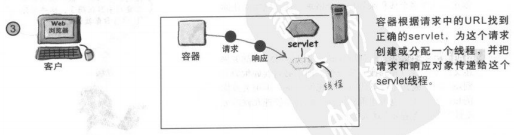 3
Web
浏览器
客户
容器
请求
响应
servlet
线程
容器根据请求中的URL找到
正确的servlet，为这个请求
创建或分配一个线程，并把
请求和响应对象传递给这个
servlet线程。